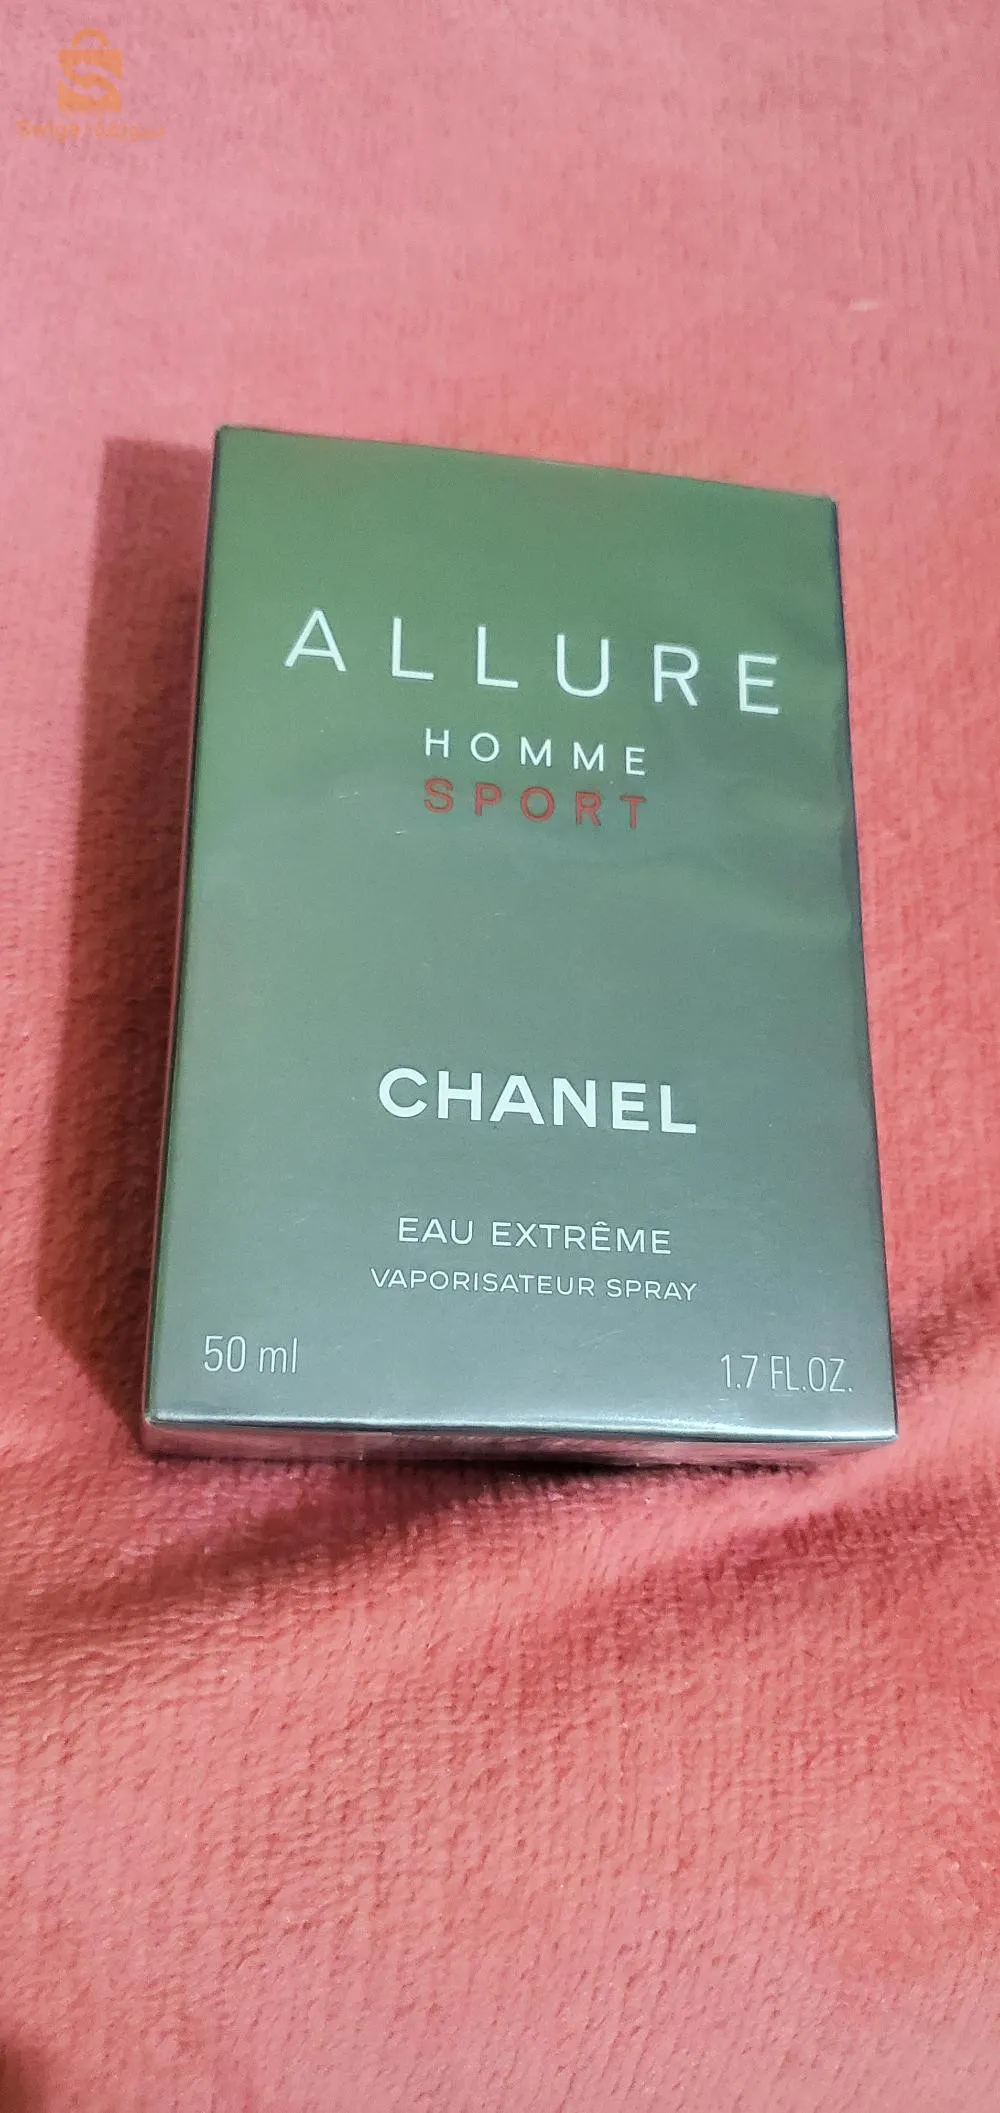 ALLURE
HOMME
SPORT
CHANEL
EAU EXTRÊME
VAPORISATEUR SPRAY
50 ml
1.7 FL.OZ.